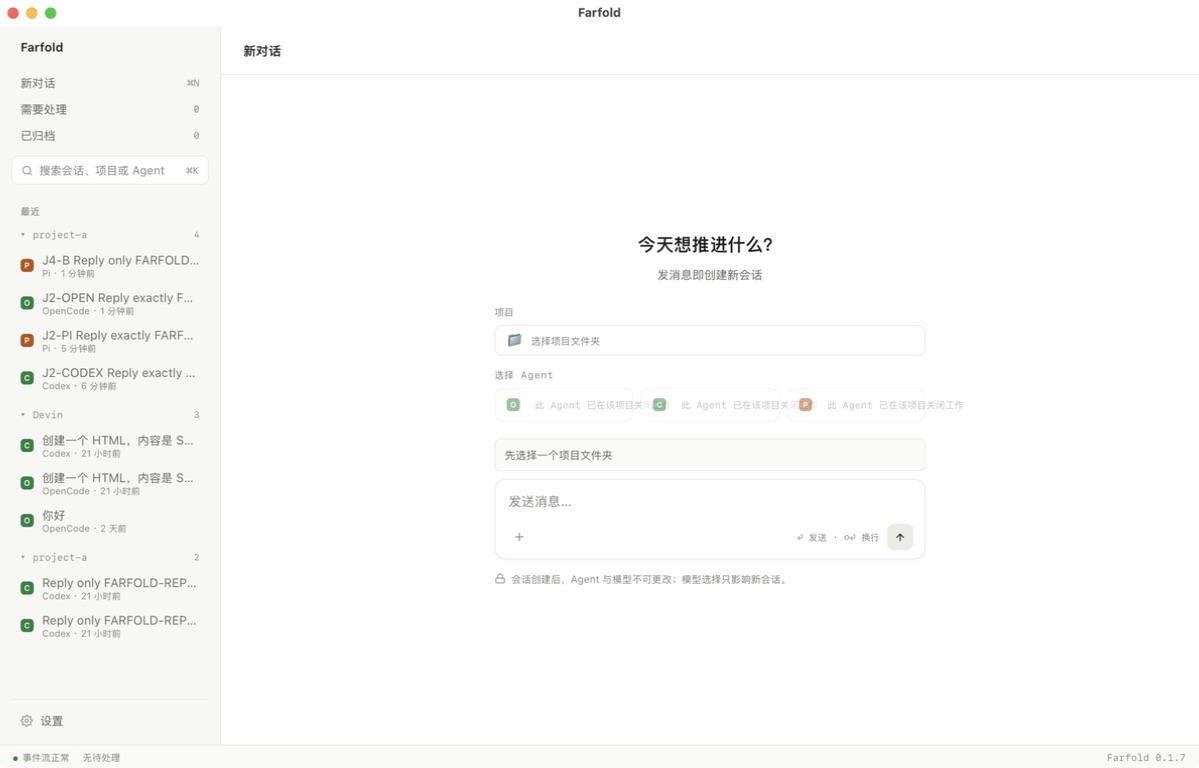 Farfold
Farfold
新对话 ⌘N
需要处理 0
已归档 0
搜索会话、项目或 Agent ⌘K
最近
project-a 4
P J4-B Reply only FARFOLD...
Pi · 1 分钟前
O J2-OPEN Reply exactly F...
OpenCode · 1 分钟前
P J2-PI Reply exactly FARF...
Pi · 5 分钟前
C J2-CODEX Reply exactly ...
Codex · 6 分钟前
Devin 3
C 创建一个 HTML，内容是 S...
Codex · 21 小时前
O 创建一个 HTML，内容是 S...
OpenCode · 21 小时前
O 你好
OpenCode · 2 天前
project-a 2
C Reply only FARFOLD-REP...
Codex · 21 小时前
C Reply only FARFOLD-REP...
Codex · 21 小时前
设置
新对话
今天想推进什么?
发消息即创建新会话
项目
选择项目文件夹
选择 Agent
O 此 Agent 已在该项目关
C 此 Agent 已在该项目关
P 此 Agent 已在该项目关闭工作
先选择一个项目文件夹
发送消息...
+ 发送 · 换行
会话创建后，Agent 与模型不可更改；模型选择只影响新会话。
事件流正常 无待处理
Farfold 0.1.7